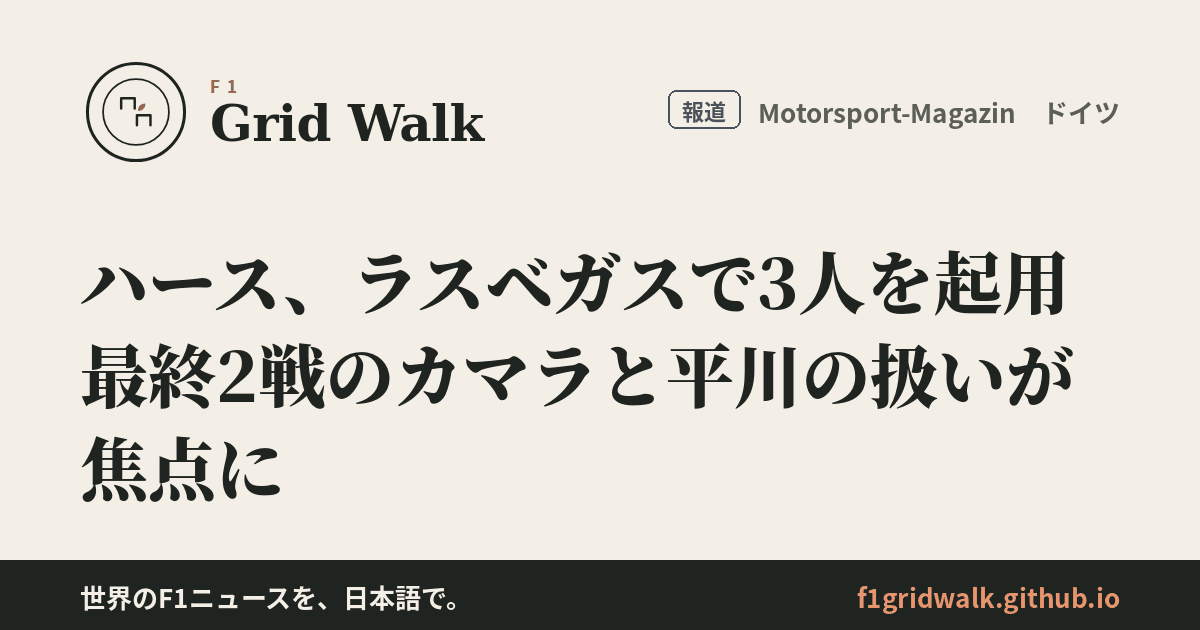 F1
Grid Walk
報道 Motorsport-Magazin ドイツ
ハース、ラスベガスで3人を起用
最終2戦のカマラと平川の扱いが
焦点に
世界のF1ニュースを、日本語で。
f1gridwalk.github.io